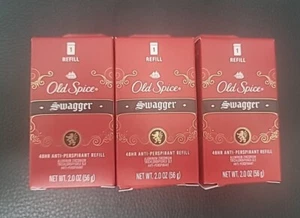 1
REFILL
Old Spice
Swagger
48HR ANTI-PERSPIRANT REFILL
NET WT. 2.0 OZ (56 g)
1
REFILL
Old Spice
Swagger
48HR ANTI-PERSPIRANT REFILL
NET WT. 2.0 OZ (56 g)
1
REFILL
Old Spice
Swagger
48HR ANTI-PERSPIRANT REFILL
NET WT. 2.0 OZ (56 g)